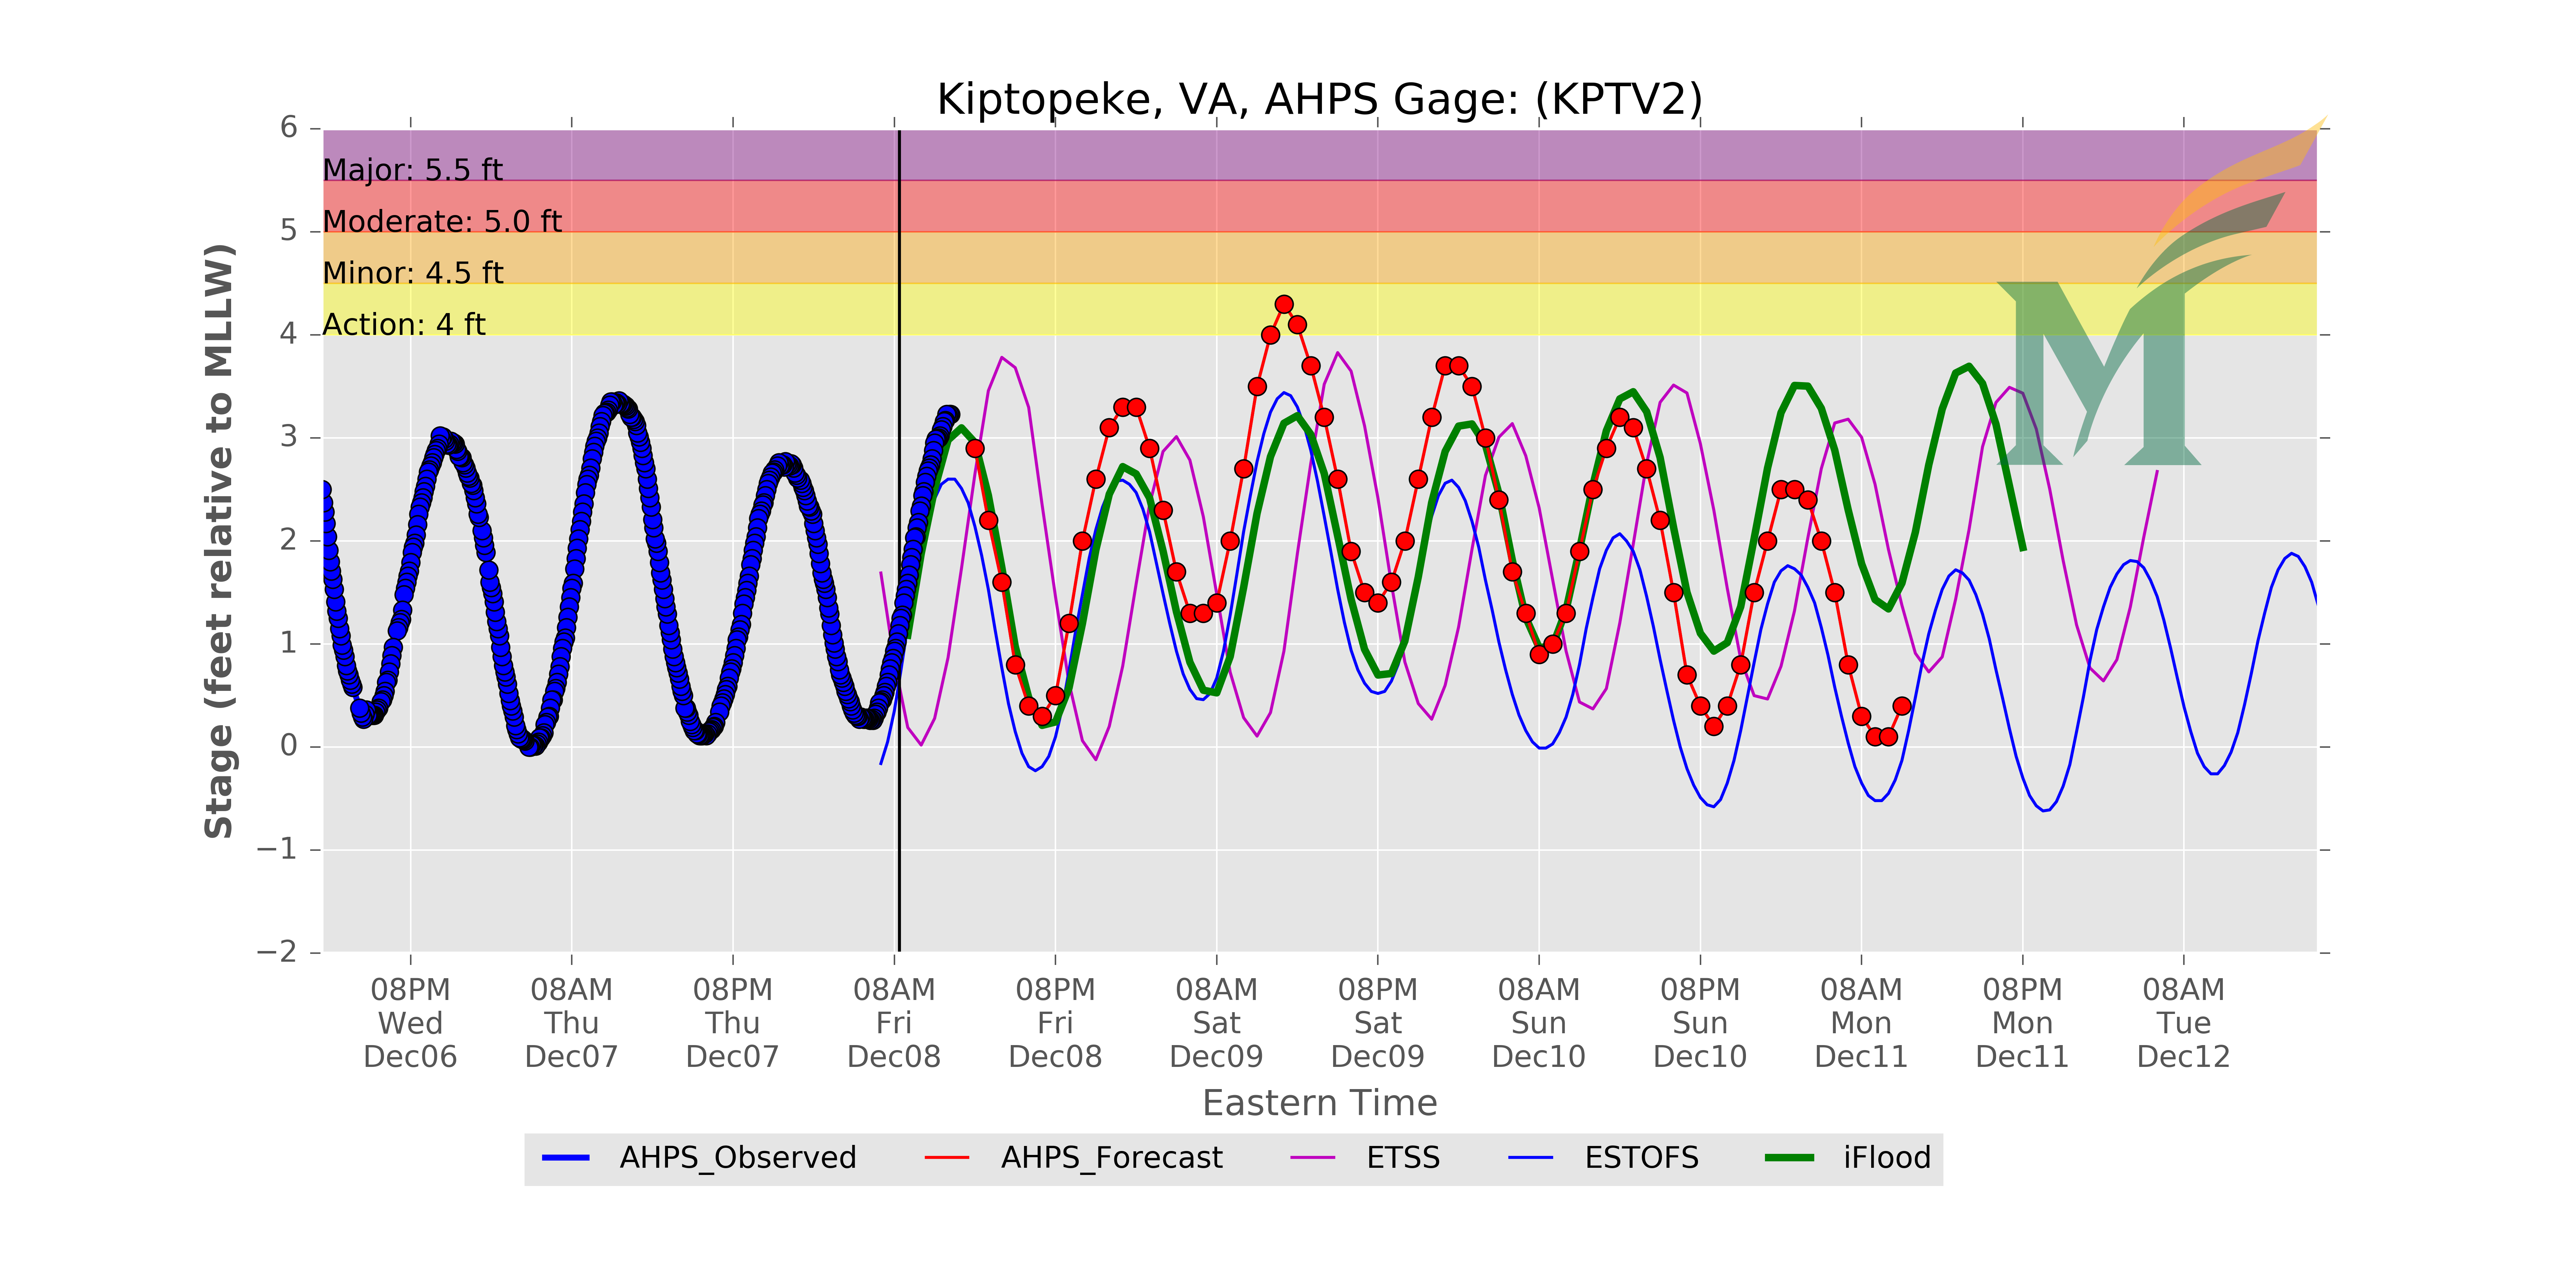 Kiptopeke, VA, AHPS Gage: (KPTV2)
6
5
4
3
2
1
0
−1
−2
Stage (feet relative to MLLW)
Major: 5.5 ft
Moderate: 5.0 ft
Minor: 4.5 ft
Action: 4 ft
M
08PM 08AM 08PM 08AM 08PM 08AM 08PM 08AM 08PM 08AM 08PM 08AM
Wed Thu Thu Fri Fri Sat Sat Sun Sun Mon Mon Tue
Dec06 Dec07 Dec07 Dec08 Dec08 Dec09 Dec09 Dec10 Dec10 Dec11 Dec11 Dec12
Eastern Time
AHPS_Observed AHPS_Forecast ETSS ESTOFS iFlood